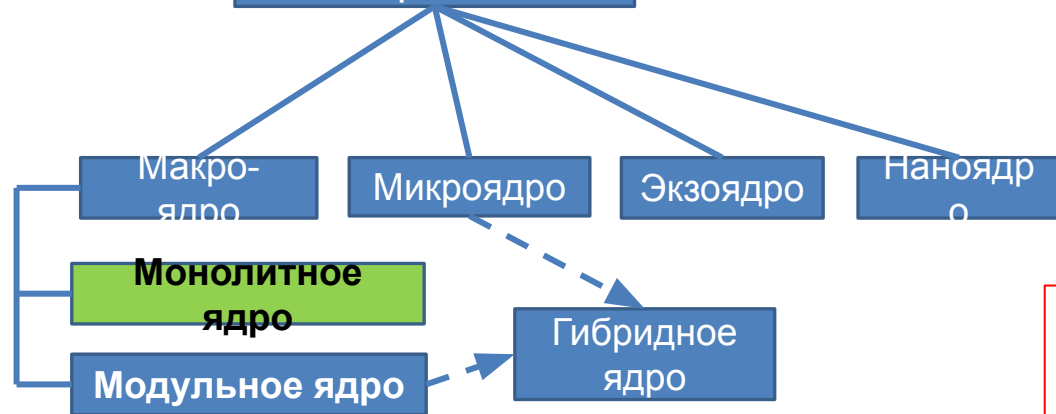 Макро-
ядро
Микроядро
Экзоядро
Наноядр
о
Монолитное
ядро
Гибридное
ядро
Модульное ядро